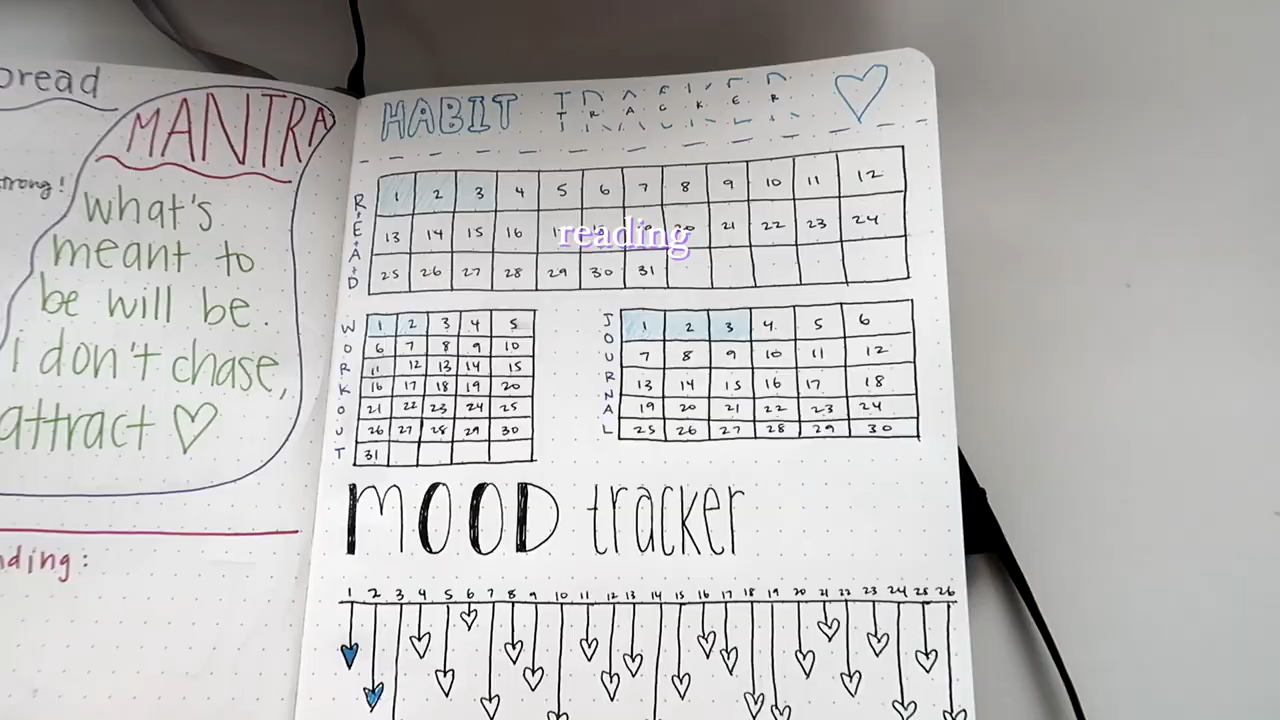 MANTRA
what's
meant to
be will be.
i don't chase,
attract ♡
HABIT TRACKER
READ
1 2 3 4 5 6 7 8 9 10 11 12
13 14 15 16 21 22 23 24
25 26 27 28 29 30 31
reading
WORKOUT
1 2 3 4 5
6 7 8 9 10
11 12 13 14 15
16 17 18 19 20
21 22 23 24 25
26 27 28 29 30
31
JOURNAL
1 2 3 4 5 6
7 8 9 10 11 12
13 14 15 16 17 18
19 20 21 22 23 24
25 26 27 28 29 30
MOOD tracker
1 2 3 4 5 6 7 8 9 10 11 12 13 14 15 16 17 18 19 20 21 22 23 24 25 26